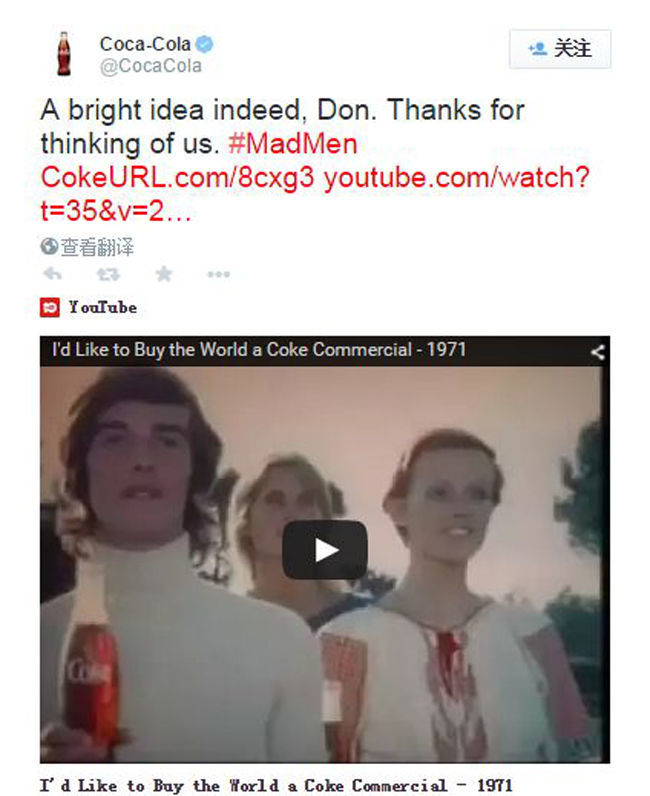 Coca-Cola
@CocaCola
关注
A bright idea indeed, Don. Thanks for
thinking of us. #MadMen
CokeURL.com/8cxg3 youtube.com/watch?
t=35&v=2...
查看翻译
YouTube
I'd Like to Buy the World a Coke Commercial - 1971
Coke
I'd Like to Buy the World a Coke Commercial - 1971